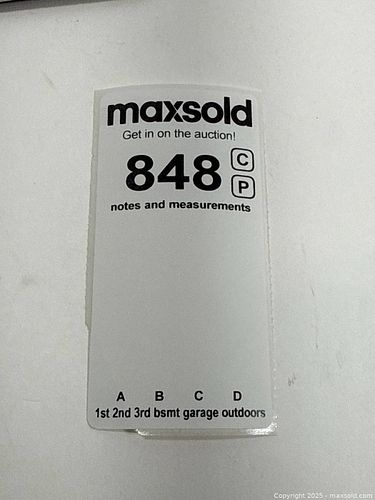 maxsold
Get in on the auction!
848 C
P
notes and measurements
A B C D
1st 2nd 3rd bsmt garage outdoors
Copyright 2025 - maxsold.com